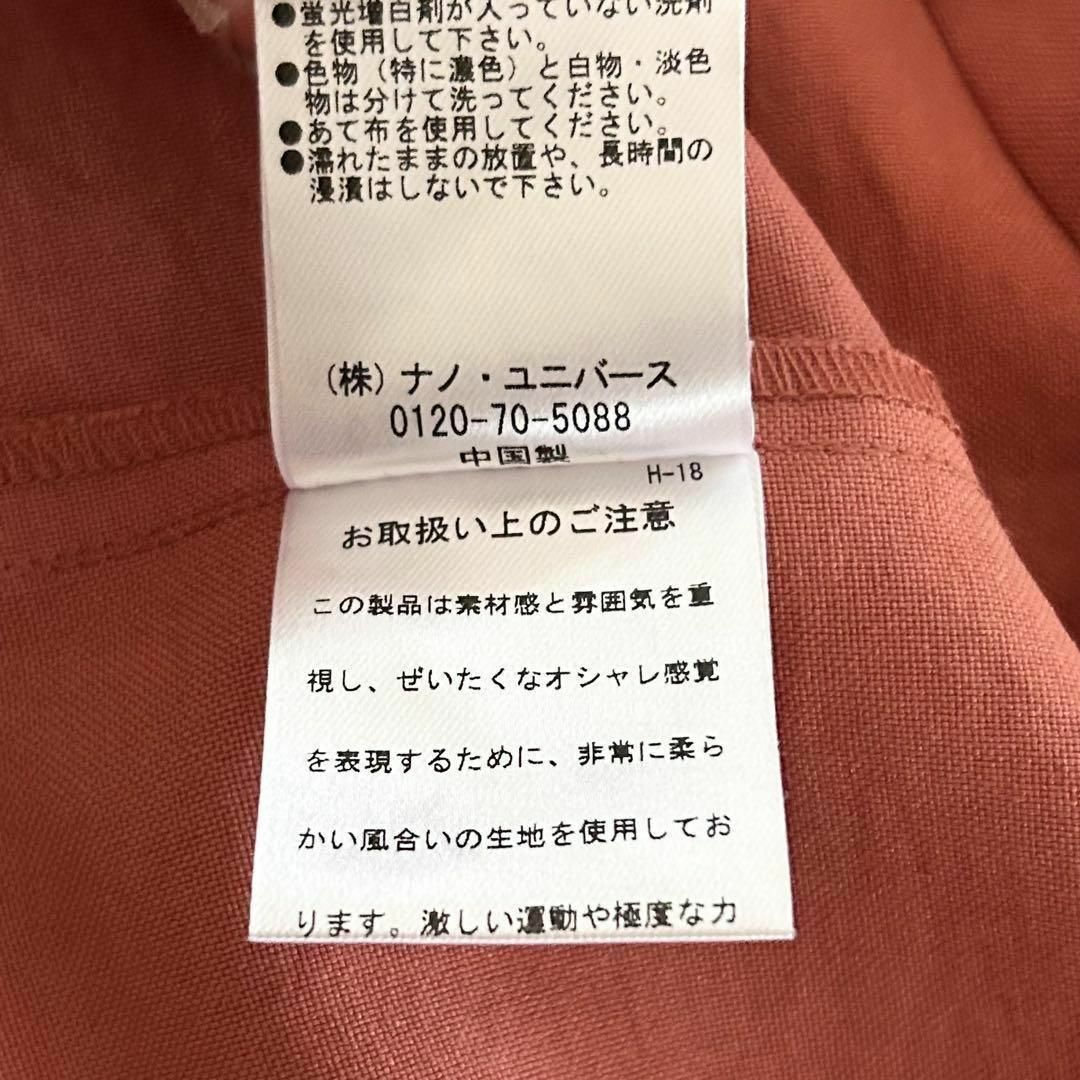 ●蛍光増白剤が入っていない洗剤
を使用して下さい。
●色物(特に濃色)と白物・淡色
物は分けて洗ってください。
●あて布を使用してください。
●濡れたままの放置や、長時間の
浸漬はしないで下さい。
(株)ナノ・ユニバース
0120-70-5088
中国製
H-18
お取扱い上のご注意
この製品は素材感と雰囲気を重
視し、ぜいたくなオシャレ感覚
を表現するために、非常に柔ら
かい風合いの生地を使用してお
ります。激しい運動や極度な力